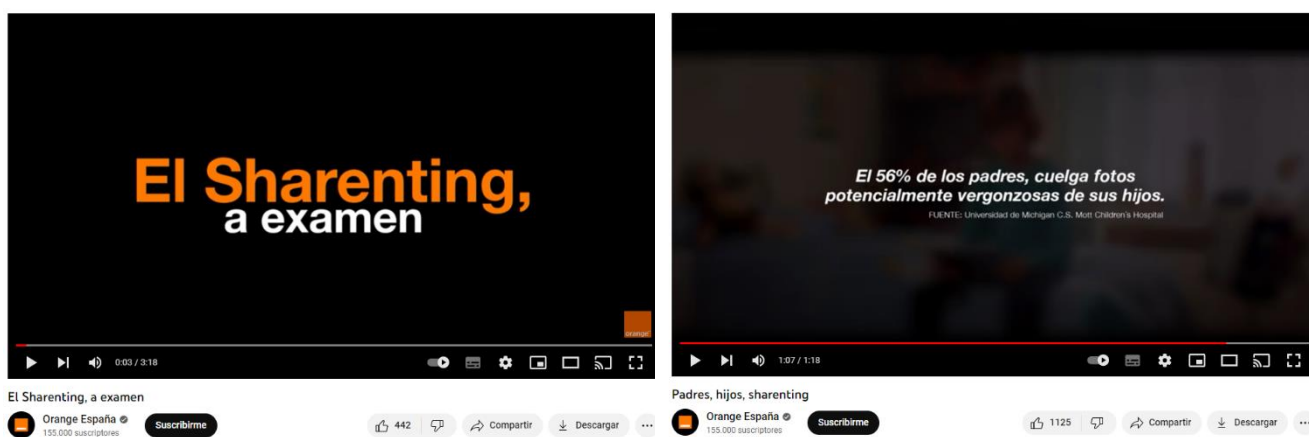 El Sharenting,
a examen
orange
0:03 / 3:18
El Sharenting, a examen
Orange España
155.000 suscriptores
Suscribirme
442
Compartir
Descargar
El 56% de los padres, cuelga fotos
potencialmente vergonzosas de sus hijos.
FUENTE: Universidad de Michigan C.S. Mott Children's Hospital
1:07 / 1:18
Padres, hijos, sharenting
Orange España
155.000 suscriptores
Suscribirme
1125
Compartir
Descargar